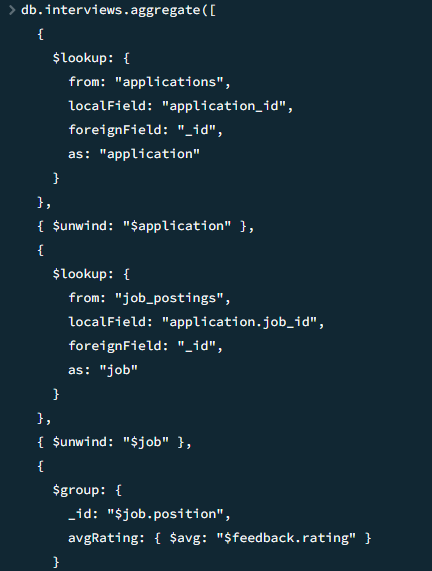 > db.interviews.aggregate([
{
$lookup: {
from: "applications",
localField: "application_id",
foreignField: "_id",
as: "application"
}
},
{ $unwind: "$application" },
{
$lookup: {
from: "job_postings",
localField: "application.job_id",
foreignField: "_id",
as: "job"
}
},
{ $unwind: "$job" },
{
$group: {
_id: "$job.position",
avgRating: { $avg: "$feedback.rating" }
}